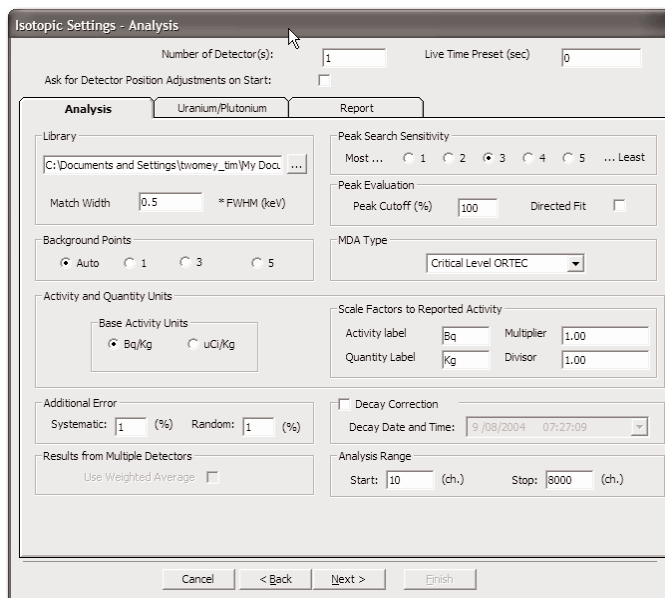 Isotopic Settings - Analysis
Number of Detector(s): 1 Live Time Preset (sec) 0
Ask for Detector Position Adjustments on Start:
Analysis Uranium/Plutonium Report
Library
C:\Documents and Settings\twomey_tim\My Docu ...
Match Width 0.5 * FWHM (keV)
Peak Search Sensitivity
Most ... 1 2 3 4 5 ... Least
Peak Evaluation
Peak Cutoff (%) 100 Directed Fit
Background Points
Auto 1 3 5
MDA Type
Critical Level ORTEC
Activity and Quantity Units
Base Activity Units
Bq/Kg uCi/Kg
Scale Factors to Reported Activity
Activity label Bq Multiplier 1.00
Quantity Label Kg Divisor 1.00
Additional Error
Systematic: 1 (%) Random: 1 (%)
Decay Correction
Decay Date and Time: 9 /08/2004 07:27:09
Results from Multiple Detectors
Use Weighted Average
Analysis Range
Start: 10 (ch.) Stop: 8000 (ch.)
Cancel < Back Next > Finish